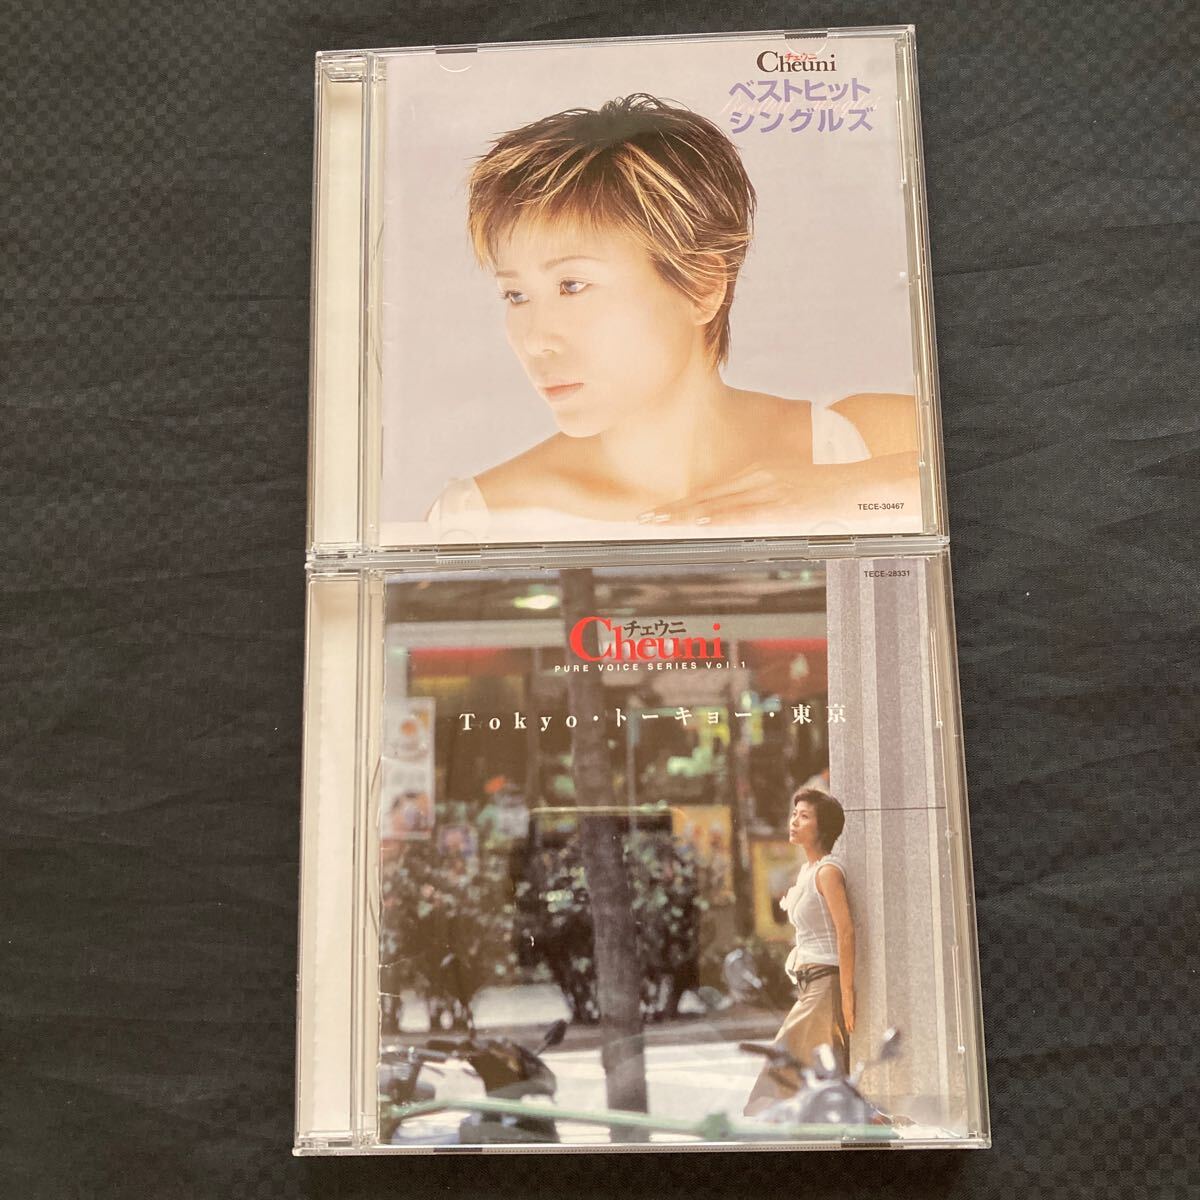 チェウニ
Cheuni
ベストヒット
シングルズ
TECE-30467
TECE-28331
チェウニ
Cheuni
PURE VOICE SERIES Vol.1
Tokyo・トーキョー・東京